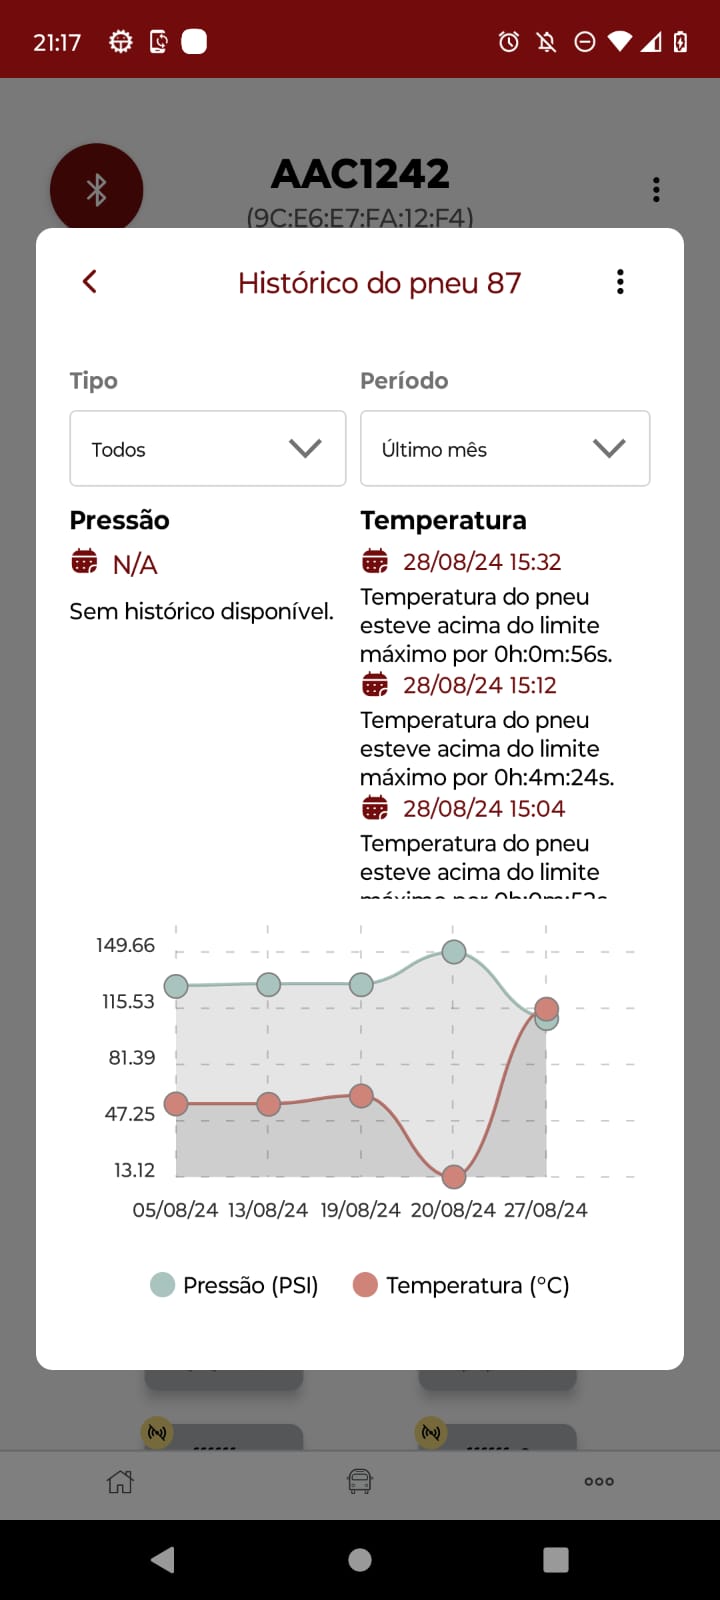 21:17
AAC1242
(9C:E6:E7:FA:12:F4)
Histórico do pneu 87
Tipo
Período
Todos
Último mês
Pressão
N/A
Sem histórico disponível.
Temperatura
28/08/24 15:32
Temperatura do pneu
esteve acima do limite
máximo por 0h:0m:56s.
28/08/24 15:12
Temperatura do pneu
esteve acima do limite
máximo por 0h:4m:24s.
28/08/24 15:04
Temperatura do pneu
esteve acima do limite
149.66
115.53
81.39
47.25
13.12
05/08/24 13/08/24 19/08/24 20/08/24 27/08/24
Pressão (PSI) Temperatura (°C)